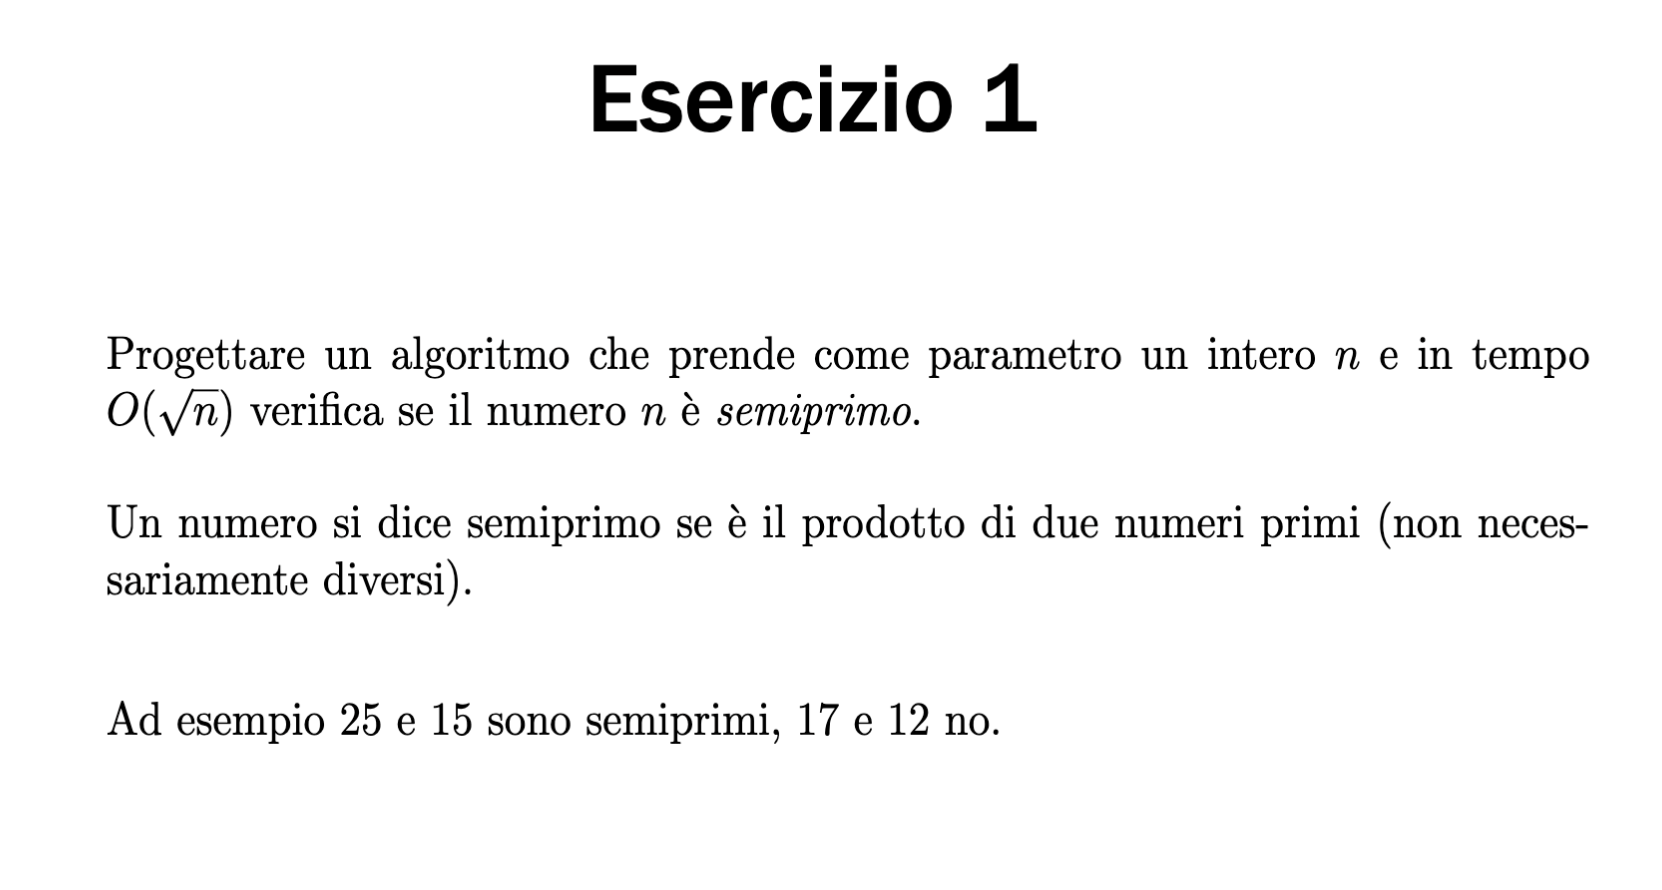 Esercizio 1
Progettare un algoritmo che prende come parametro un intero n e in tempo
O(√n) verifica se il numero n è semiprimo.
Un numero si dice semiprimo se è il prodotto di due numeri primi (non neces-
sariamente diversi).
Ad esempio 25 e 15 sono semiprimi, 17 e 12 no.